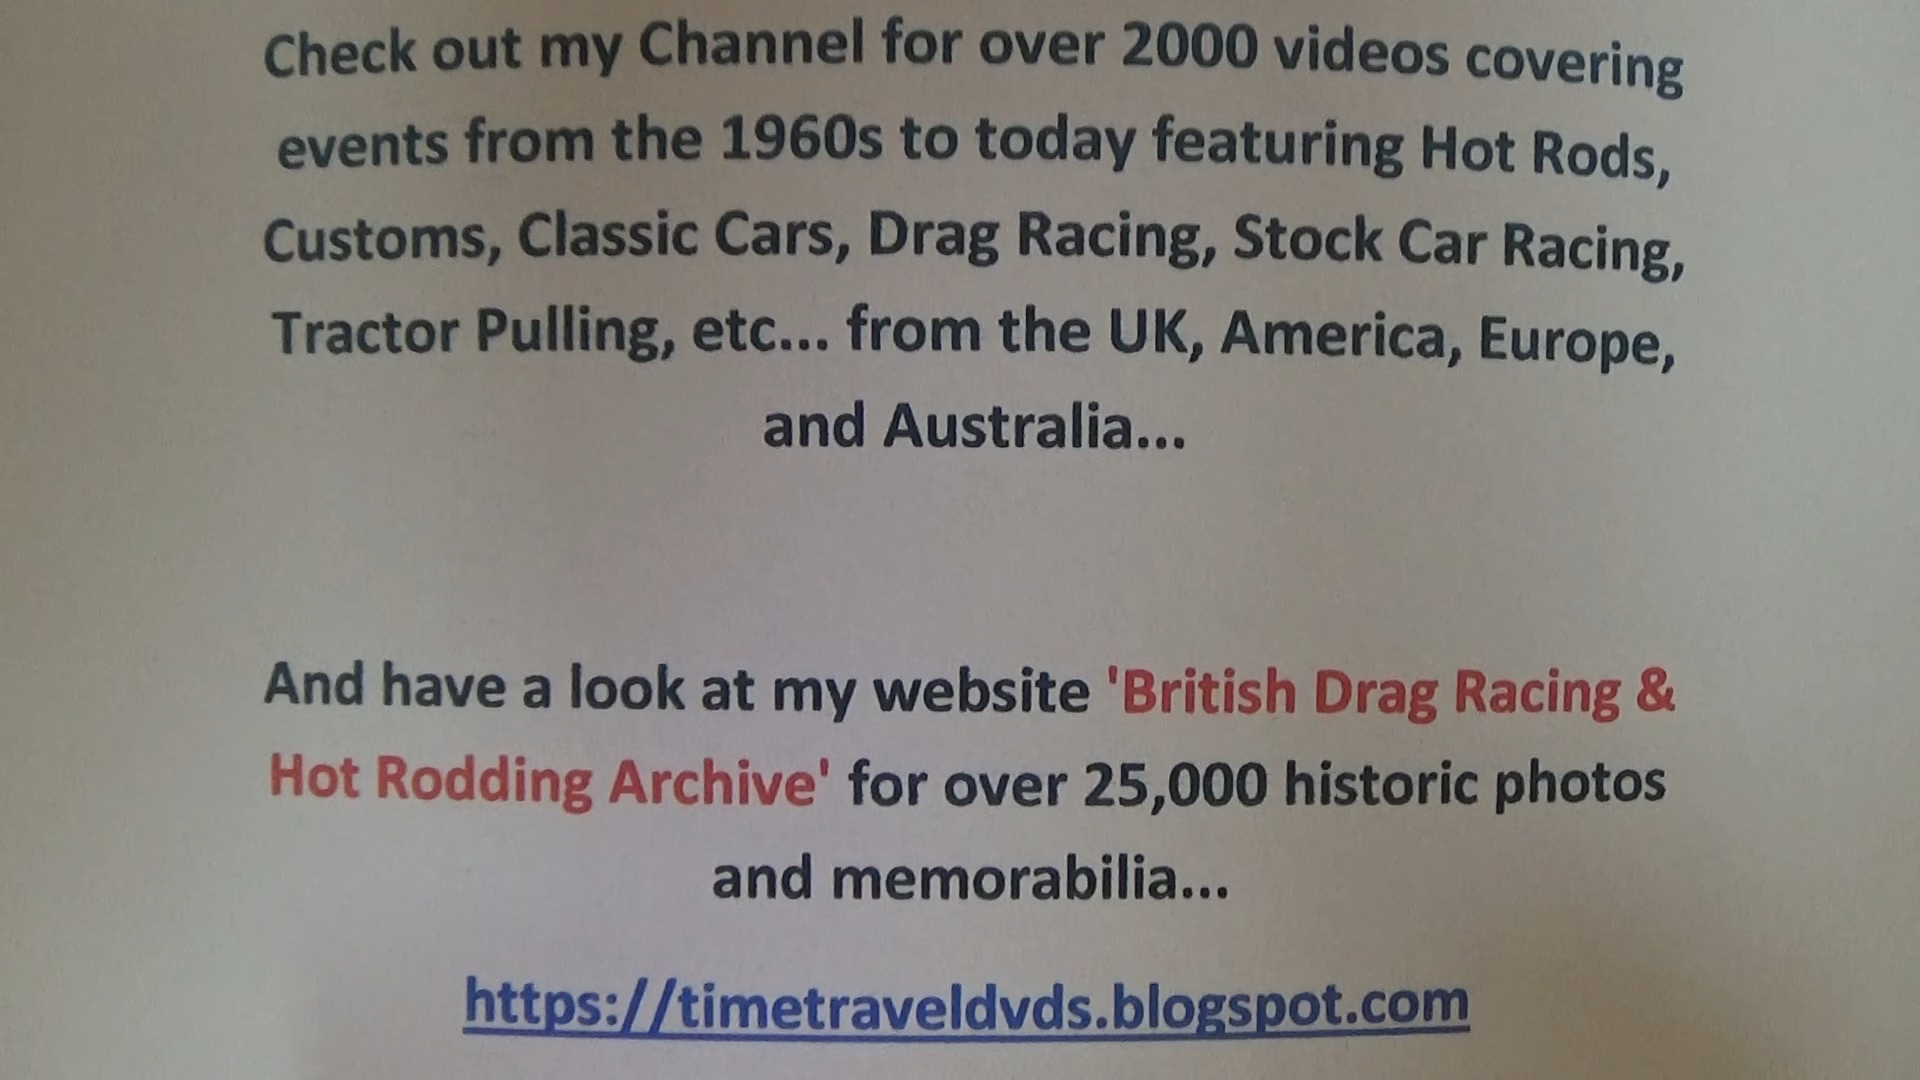 Check out my Channel for over 2000 videos covering
events from the 1960s to today featuring Hot Rods,
Customs, Classic Cars, Drag Racing, Stock Car Racing,
Tractor Pulling, etc... from the UK, America, Europe,
and Australia...
And have a look at my website 'British Drag Racing &
Hot Rodding Archive' for over 25,000 historic photos
and memorabilia...
https://timetraveldvds.blogspot.com